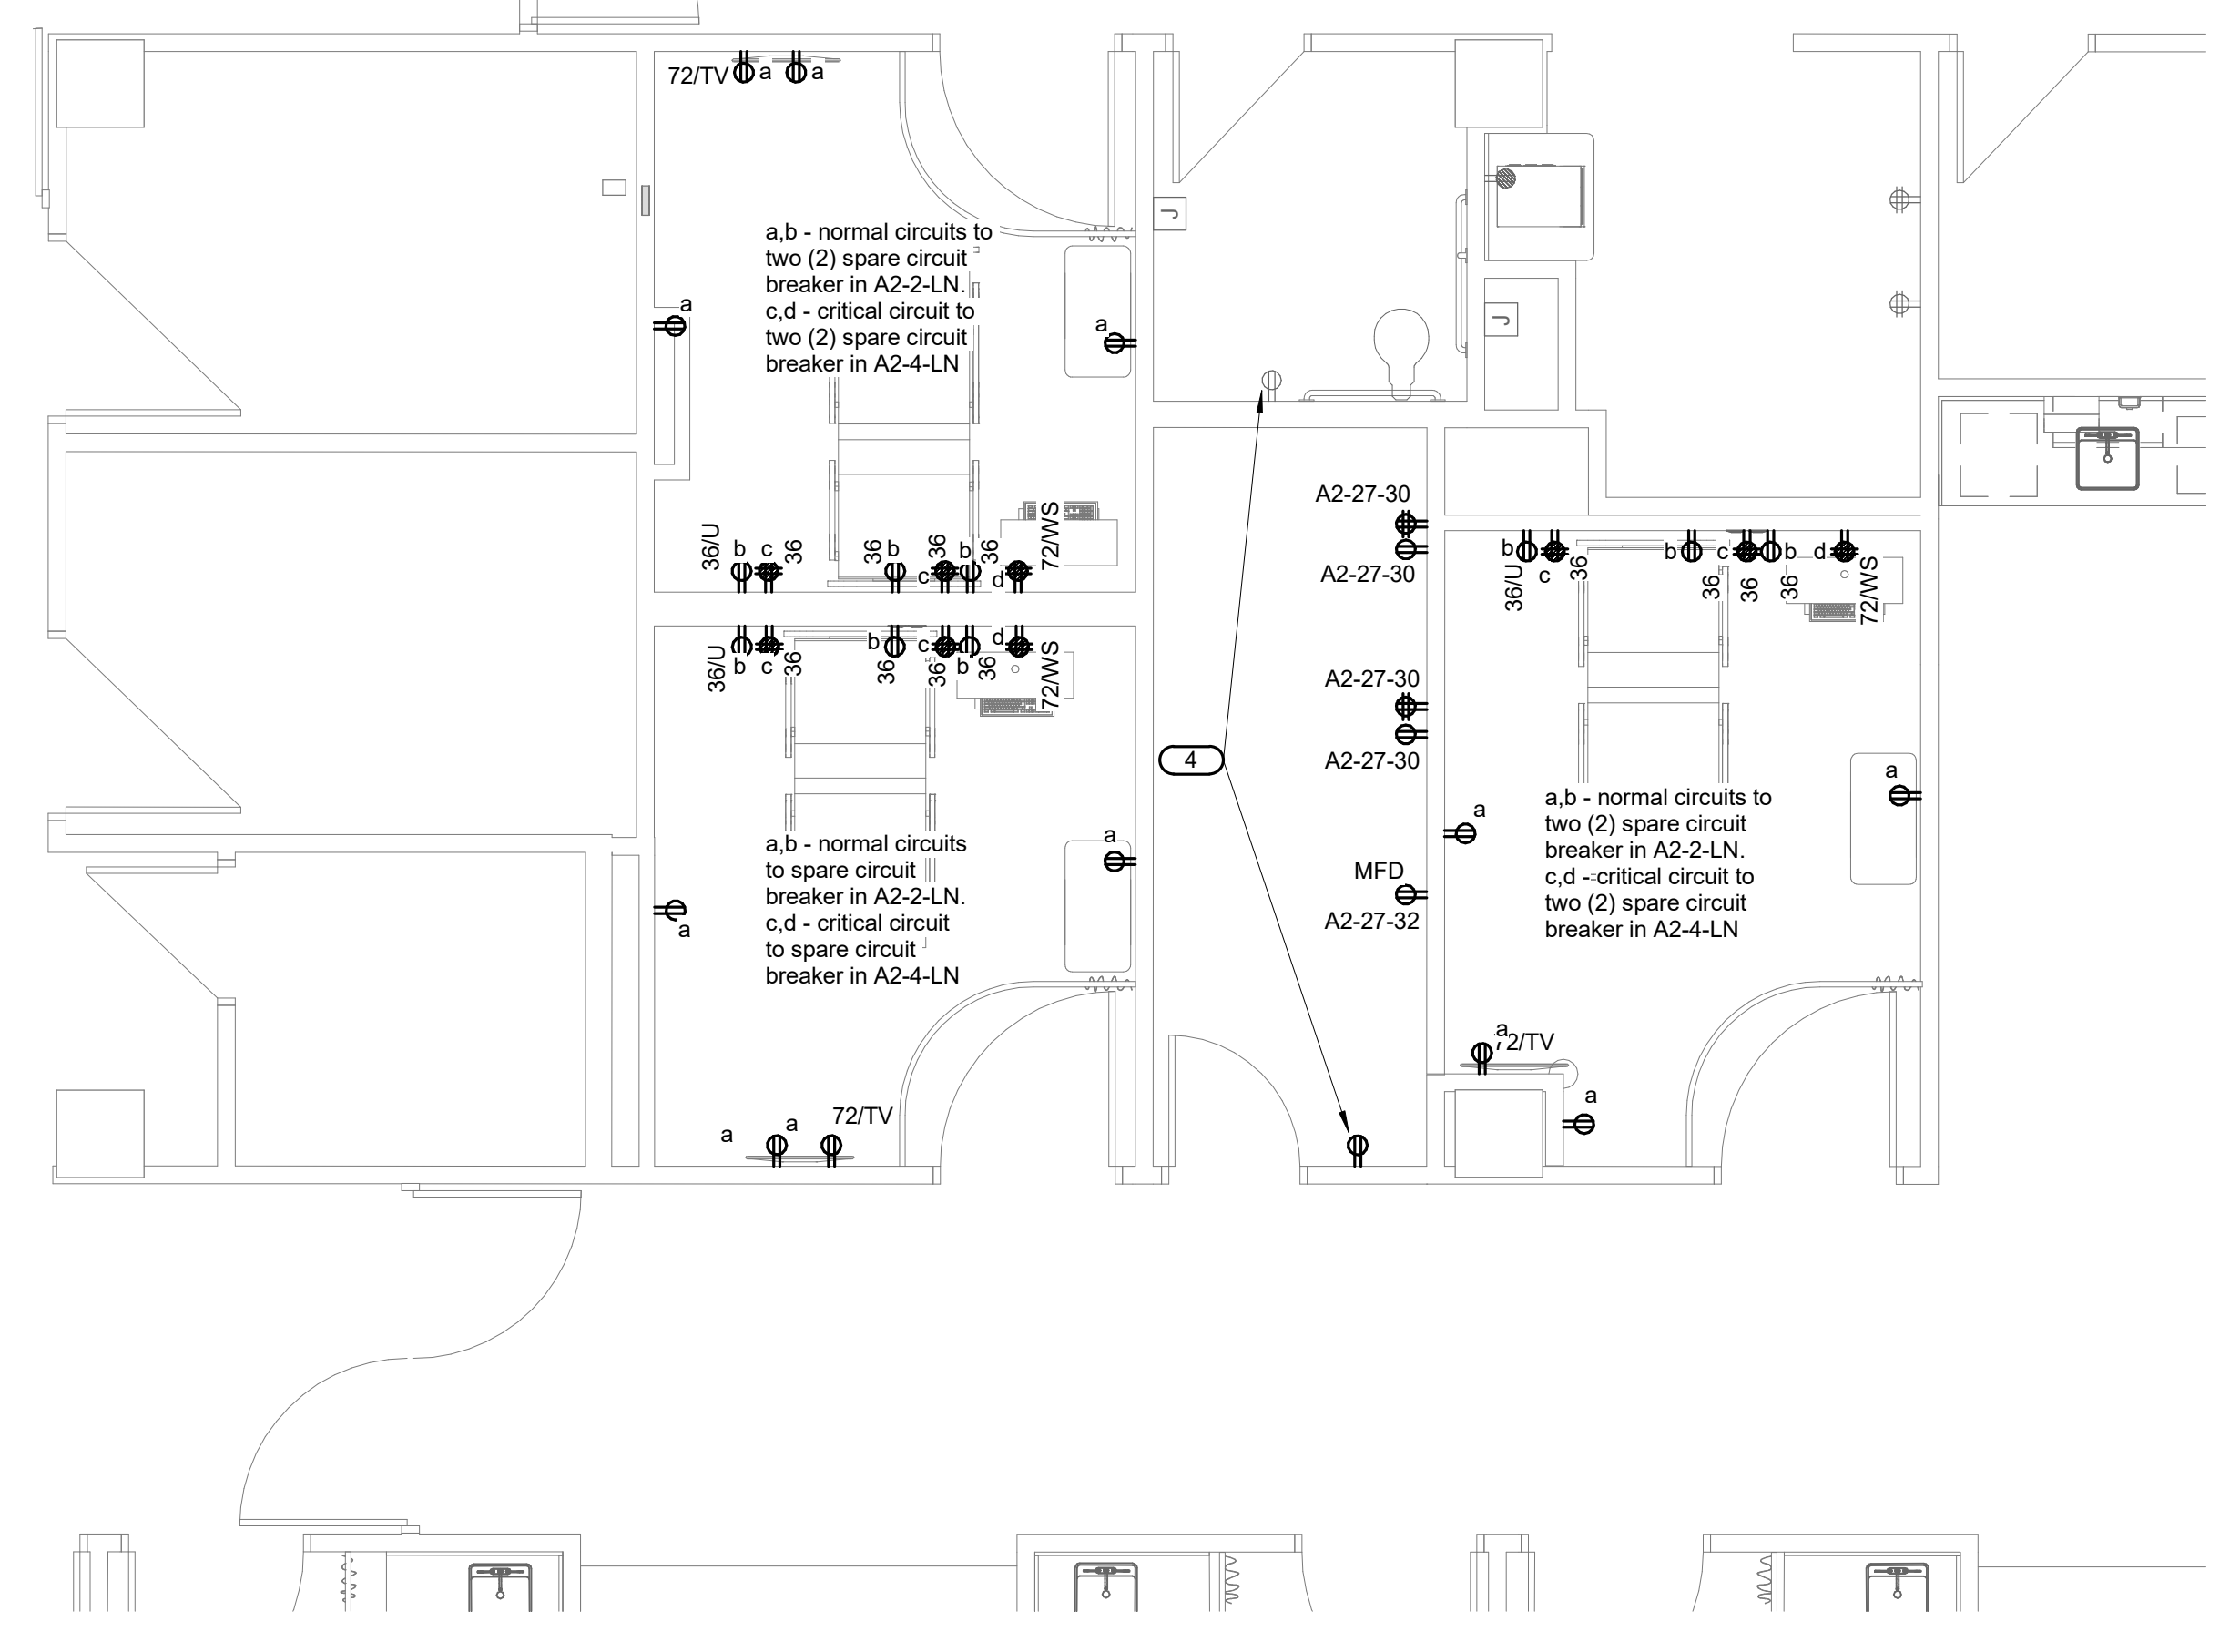 72/TV
a
a
J
a,b - normal circuits to
two (2) spare circuit
breaker in A2-2-LN.
c,d - critical circuit to
two (2) spare circuit
breaker in A2-4-LN
a
a
J
A2-27-30
A2-27-30
36/U
b
c
36
36
b
c
36
b
36
d
72/WS
b
36/U
c
36
b
36
c
36
b
36
d
72/WS
36/U
b
c
36
b
36
c
36
b
36
d
72/WS
A2-27-30
A2-27-30
4
a
a
a,b - normal circuits to
two (2) spare circuit
breaker in A2-2-LN.
c,d - critical circuit to
two (2) spare circuit
breaker in A2-4-LN
a
a
a,b - normal circuits
to spare circuit
breaker in A2-2-LN.
c,d - critical circuit
to spare circuit
breaker in A2-4-LN
MFD
A2-27-32
a
72/TV
a
a
a
72/TV